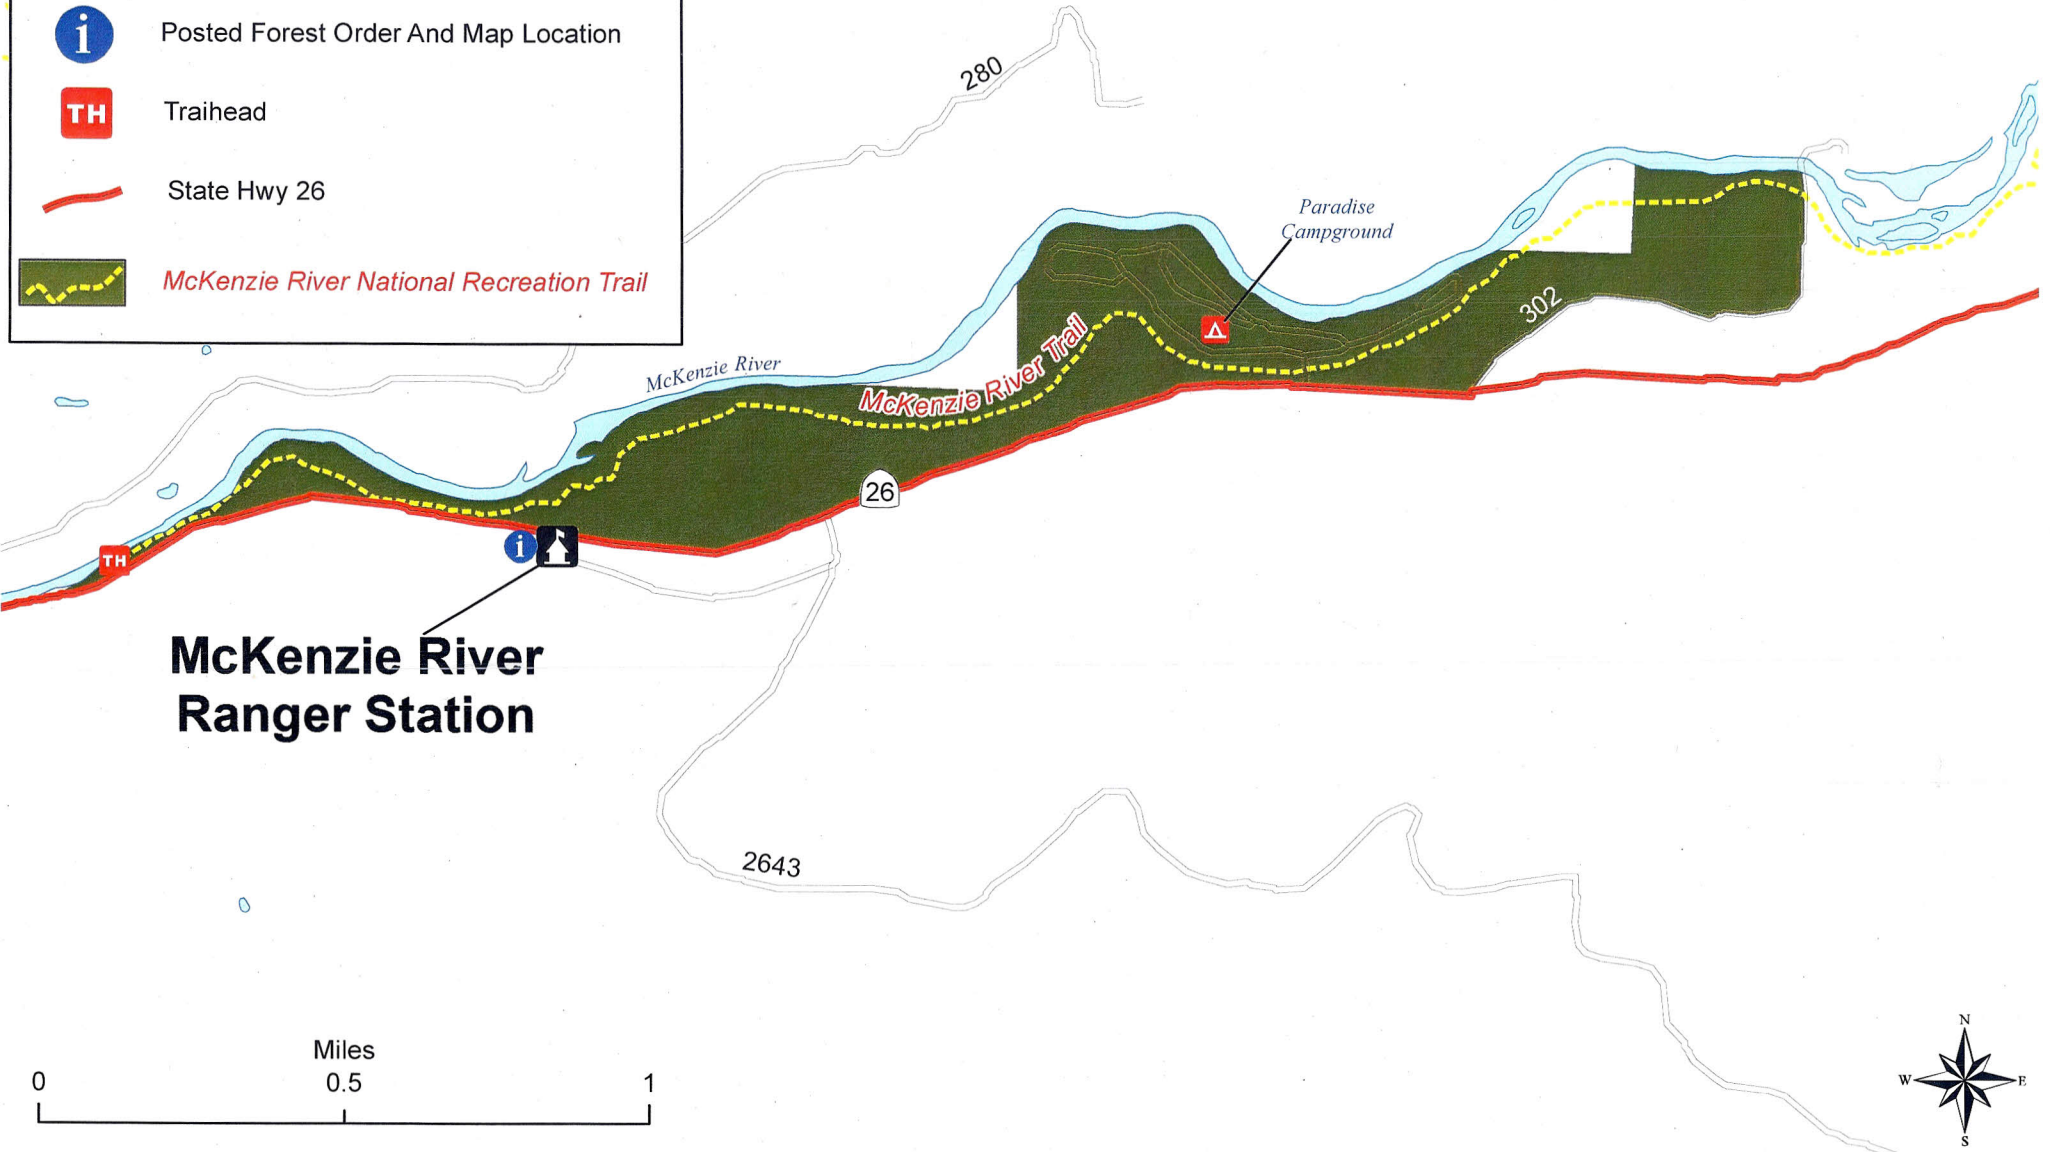 i Posted Forest Order And Map Location
TH Traihead
State Hwy 26
McKenzie River National Recreation Trail
280
Paradise
Campground
302
McKenzie River
McKenzie River Trail
26
TH
i
McKenzie River
Ranger Station
2643
Miles
0 0.5 1
N
W E
S